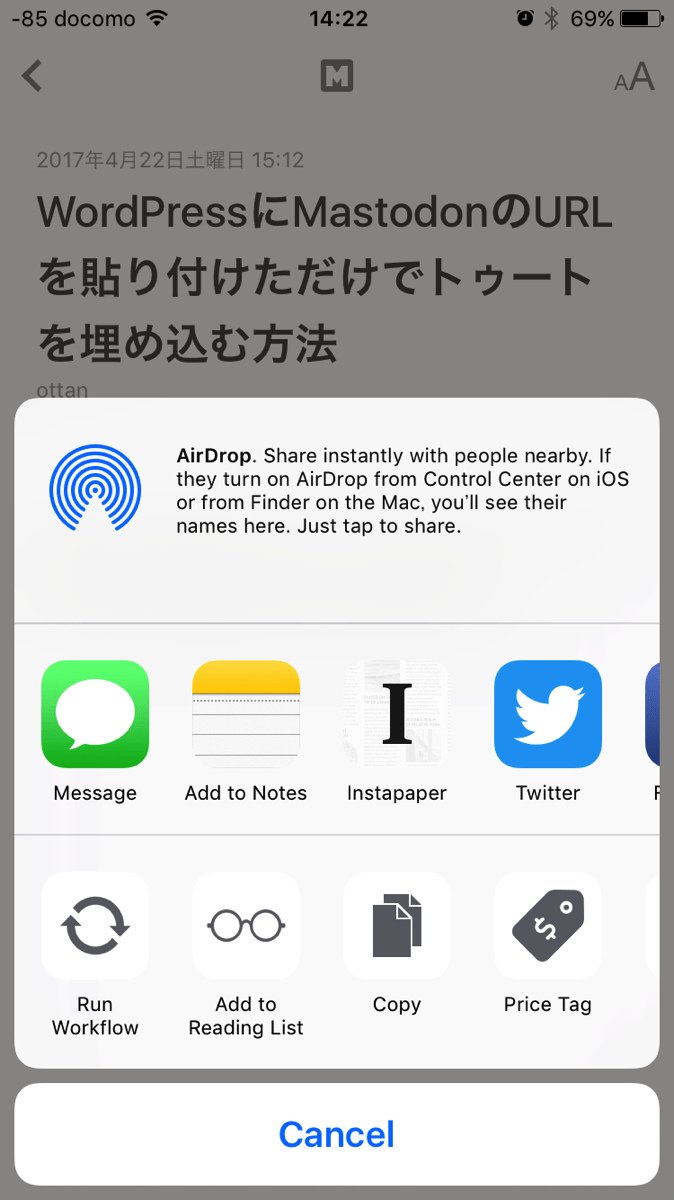 -85 docomo 14:22 69%
M
AA
2017年4月22日土曜日 15:12
WordPressにMastodonのURL
を貼り付けただけでトゥート
を埋め込む方法
ottan
AirDrop. Share instantly with people nearby. If
they turn on AirDrop from Control Center on iOS
or from Finder on the Mac, you’ll see their
names here. Just tap to share.
I
Message Add to Notes Instapaper Twitter F
$
Run Add to Copy Price Tag
Workflow Reading List
Cancel